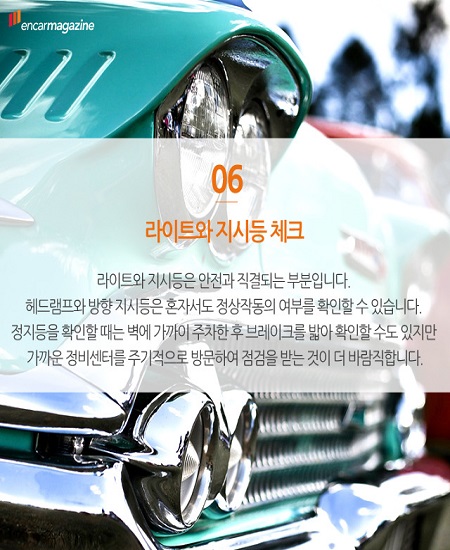 encarmagazine
06
라이트와 지시등 체크
라이트와 지시등은 안전과 직결되는 부분입니다.
헤드램프와 방향 지시등은 혼자서도 정상작동의 여부를 확인할 수 있습니다.
정지등을 확인할 때는 벽에 가까이 주차한 후 브레이크를 밟아 확인할 수도 있지만
가까운 정비센터를 주기적으로 방문하여 점검을 받는 것이 더 바람직합니다.